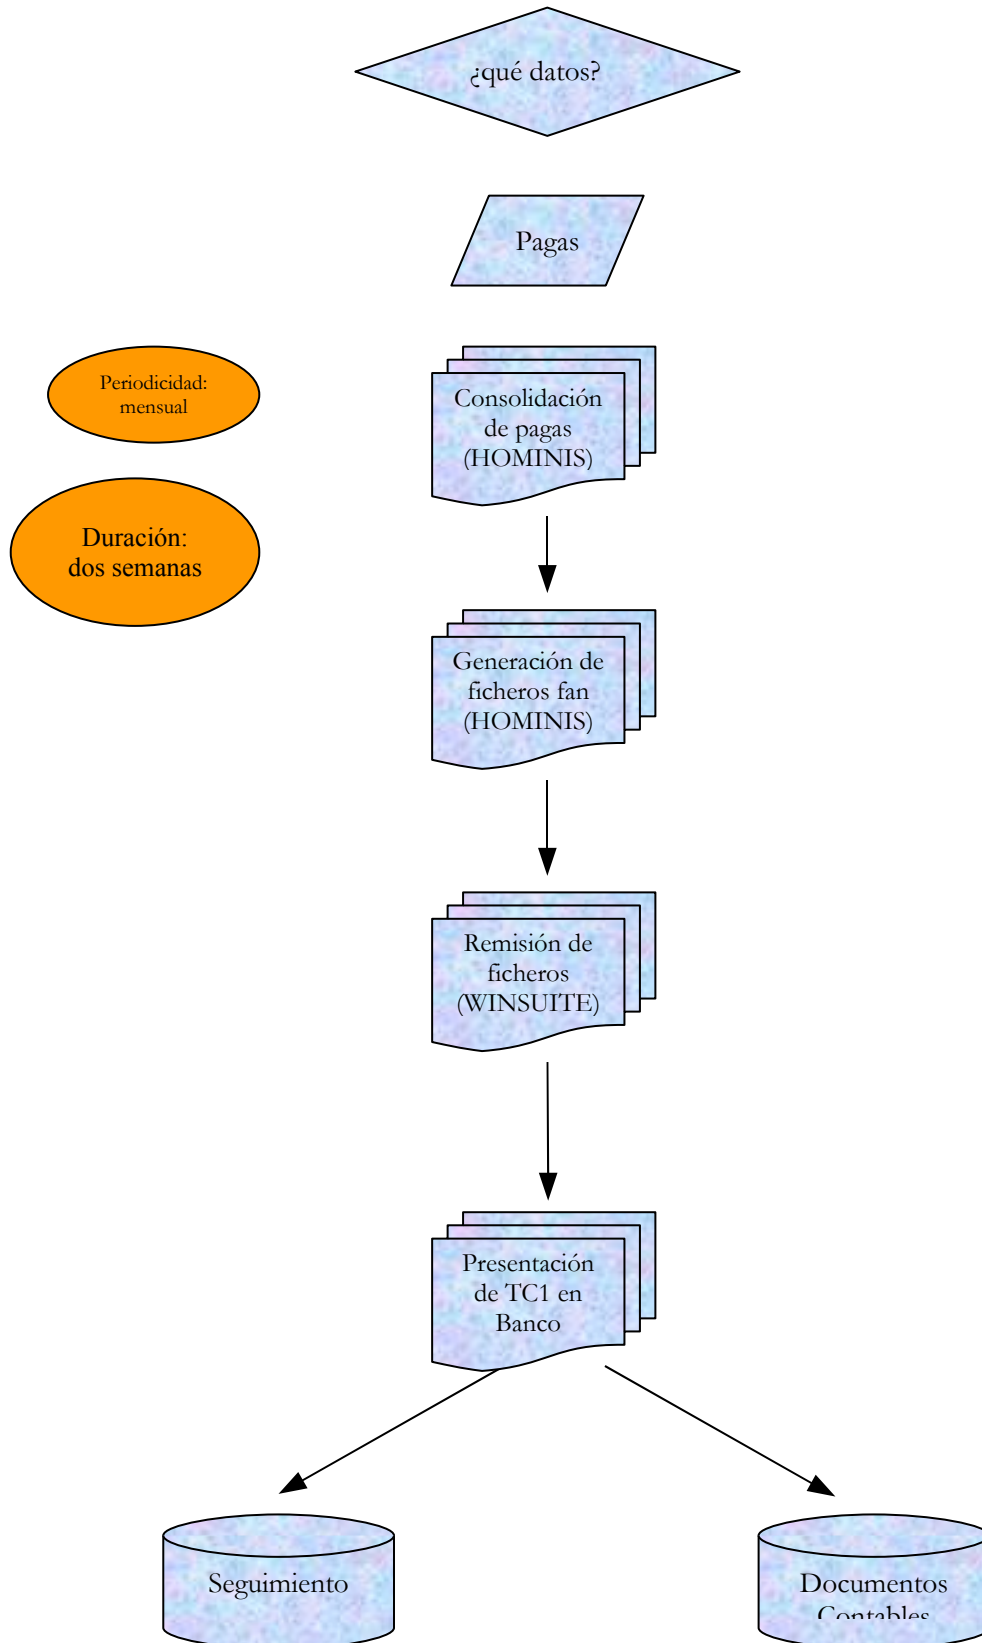 ¿qué datos?
Pagas
Periodicidad:
mensual
Consolidación
de pagas
(HOMINIS)
Duración:
dos semanas
Generación de
ficheros fan
(HOMINIS)
Remisión de
ficheros
(WINSUITE)
Presentación
de TC1 en
Banco
Seguimiento
Documentos
Contables